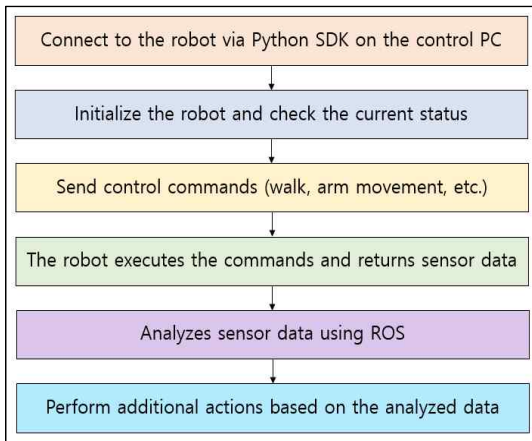 Connect to the robot via Python SDK on the control PC
Initialize the robot and check the current status
Send control commands (walk, arm movement, etc.)
The robot executes the commands and returns sensor data
Analyzes sensor data using ROS
Perform additional actions based on the analyzed data